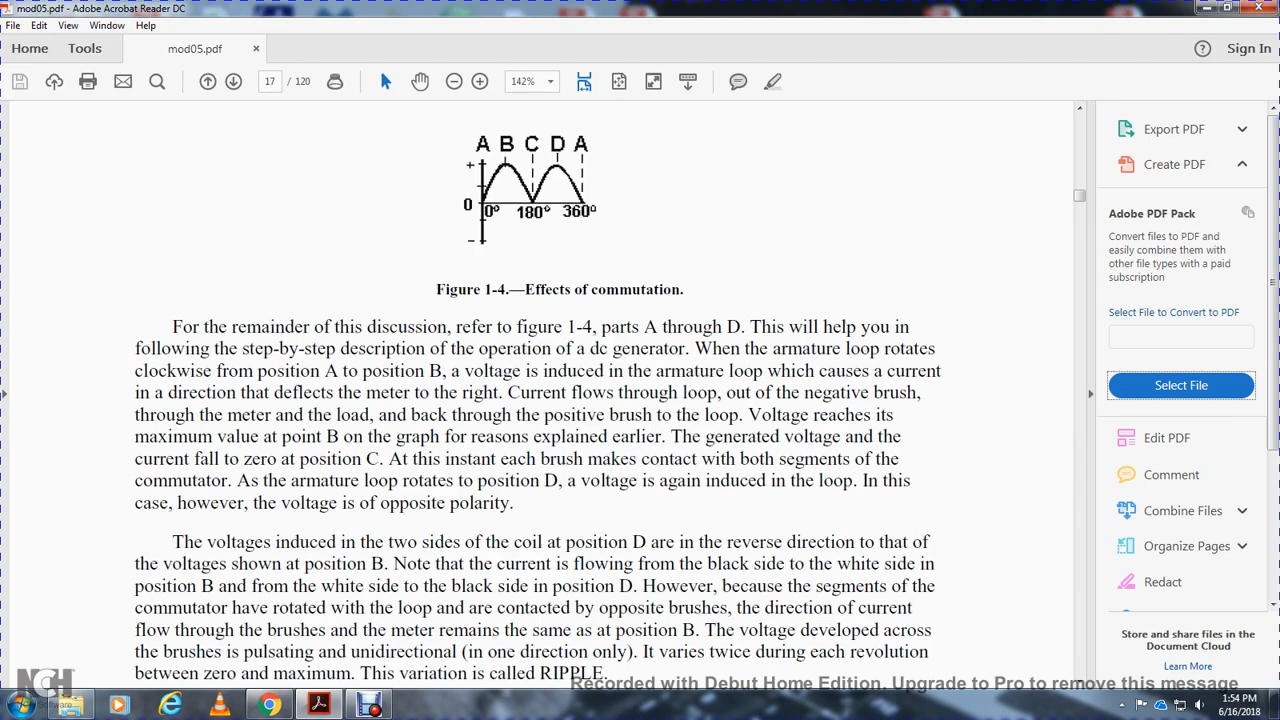 mod05.pdf - Adobe Acrobat Reader DC
File Edit View Window Help
Home Tools mod05.pdf × ? Sign In
17 / 120 142%
A B C D A
+
0 0° 180° 360°
−
Figure 1-4.—Effects of commutation.
For the remainder of this discussion, refer to figure 1-4, parts A through D. This will help you in
following the step-by-step description of the operation of a dc generator. When the armature loop rotates
clockwise from position A to position B, a voltage is induced in the armature loop which causes a current
in a direction that deflects the meter to the right. Current flows through loop, out of the negative brush,
through the meter and the load, and back through the positive brush to the loop. Voltage reaches its
maximum value at point B on the graph for reasons explained earlier. The generated voltage and the
current fall to zero at position C. At this instant each brush makes contact with both segments of the
commutator. As the armature loop rotates to position D, a voltage is again induced in the loop. In this
case, however, the voltage is of opposite polarity.
The voltages induced in the two sides of the coil at position D are in the reverse direction to that of
the voltages shown at position B. Note that the current is flowing from the black side to the white side in
position B and from the white side to the black side in position D. However, because the segments of the
commutator have rotated with the loop and are contacted by opposite brushes, the direction of current
flow through the brushes and the meter remains the same as at position B. The voltage developed across
the brushes is pulsating and unidirectional (in one direction only). It varies twice during each revolution
between zero and maximum. This variation is called RIPPLE.
Export PDF
Create PDF
Adobe PDF Pack
Convert files to PDF and
easily combine them with
other file types with a paid
subscription
Select File to Convert to PDF
Select File
Edit PDF
Comment
Combine Files
Organize Pages
Redact
Store and share files in the
Document Cloud
Learn More
NCH
Software
Recorded with Debut Home Edition. Upgrade to Pro to remove this message
1:54 PM
6/16/2018